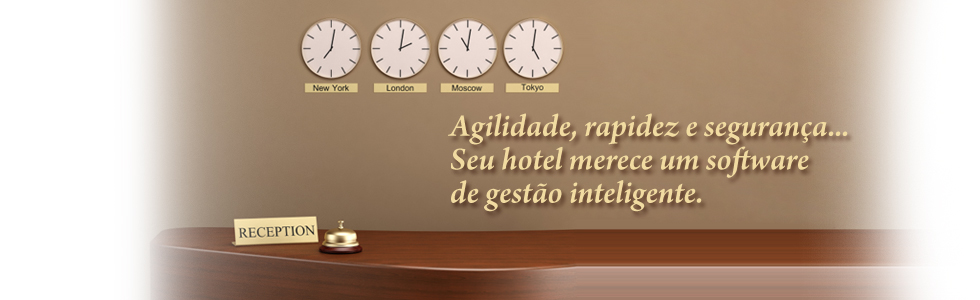 New York
London
Moscow
Tokyo
Agilidade, rapidez e segurança...
Seu hotel merece um software
de gestão inteligente.
RECEPTION